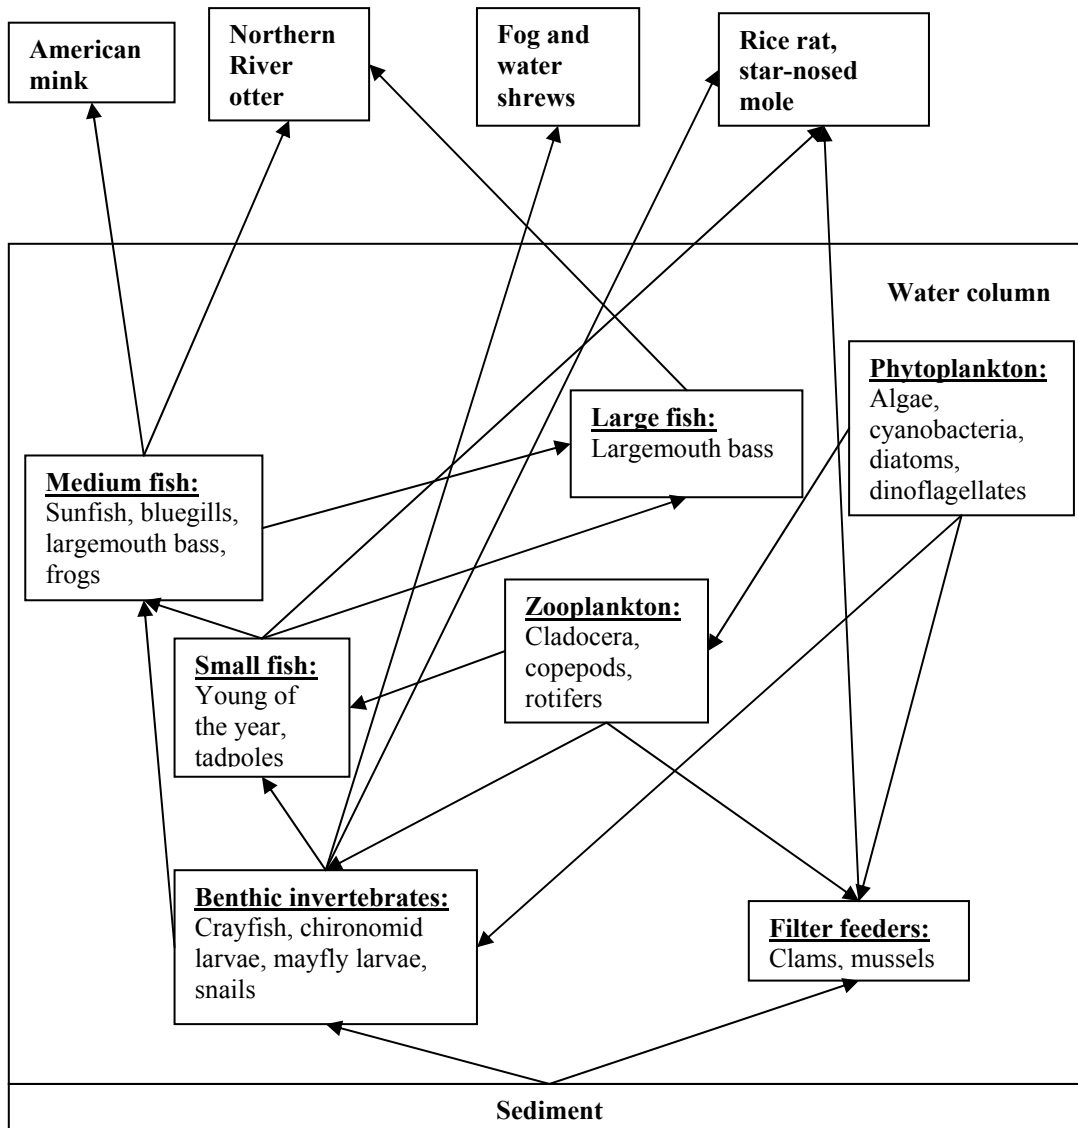 American
mink
Northern
River
otter
Fog and
water
shrews
Rice rat,
star-nosed
mole
Water column
Phytoplankton:
Algae,
cyanobacteria,
diatoms,
dinoflagellates
Large fish:
Largemouth bass
Medium fish:
Sunfish, bluegills,
largemouth bass,
frogs
Zooplankton:
Cladocera,
copepods,
rotifers
Small fish:
Young of
the year,
tadpoles
Benthic invertebrates:
Crayfish, chironomid
larvae, mayfly larvae,
snails
Filter feeders:
Clams, mussels
Sediment